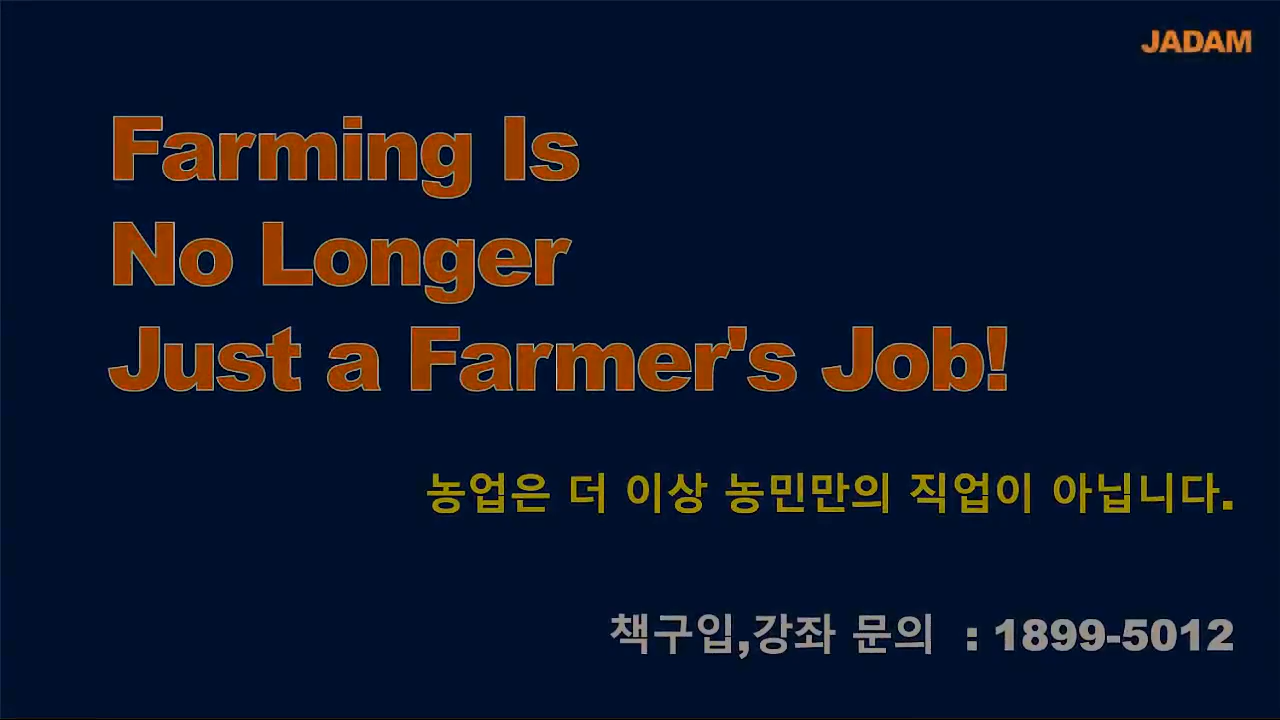 JADAM
Farming Is
No Longer
Just a Farmer's Job!
농업은 더 이상 농민만의 직업이 아닙니다.
책구입,강좌 문의 : 1899-5012